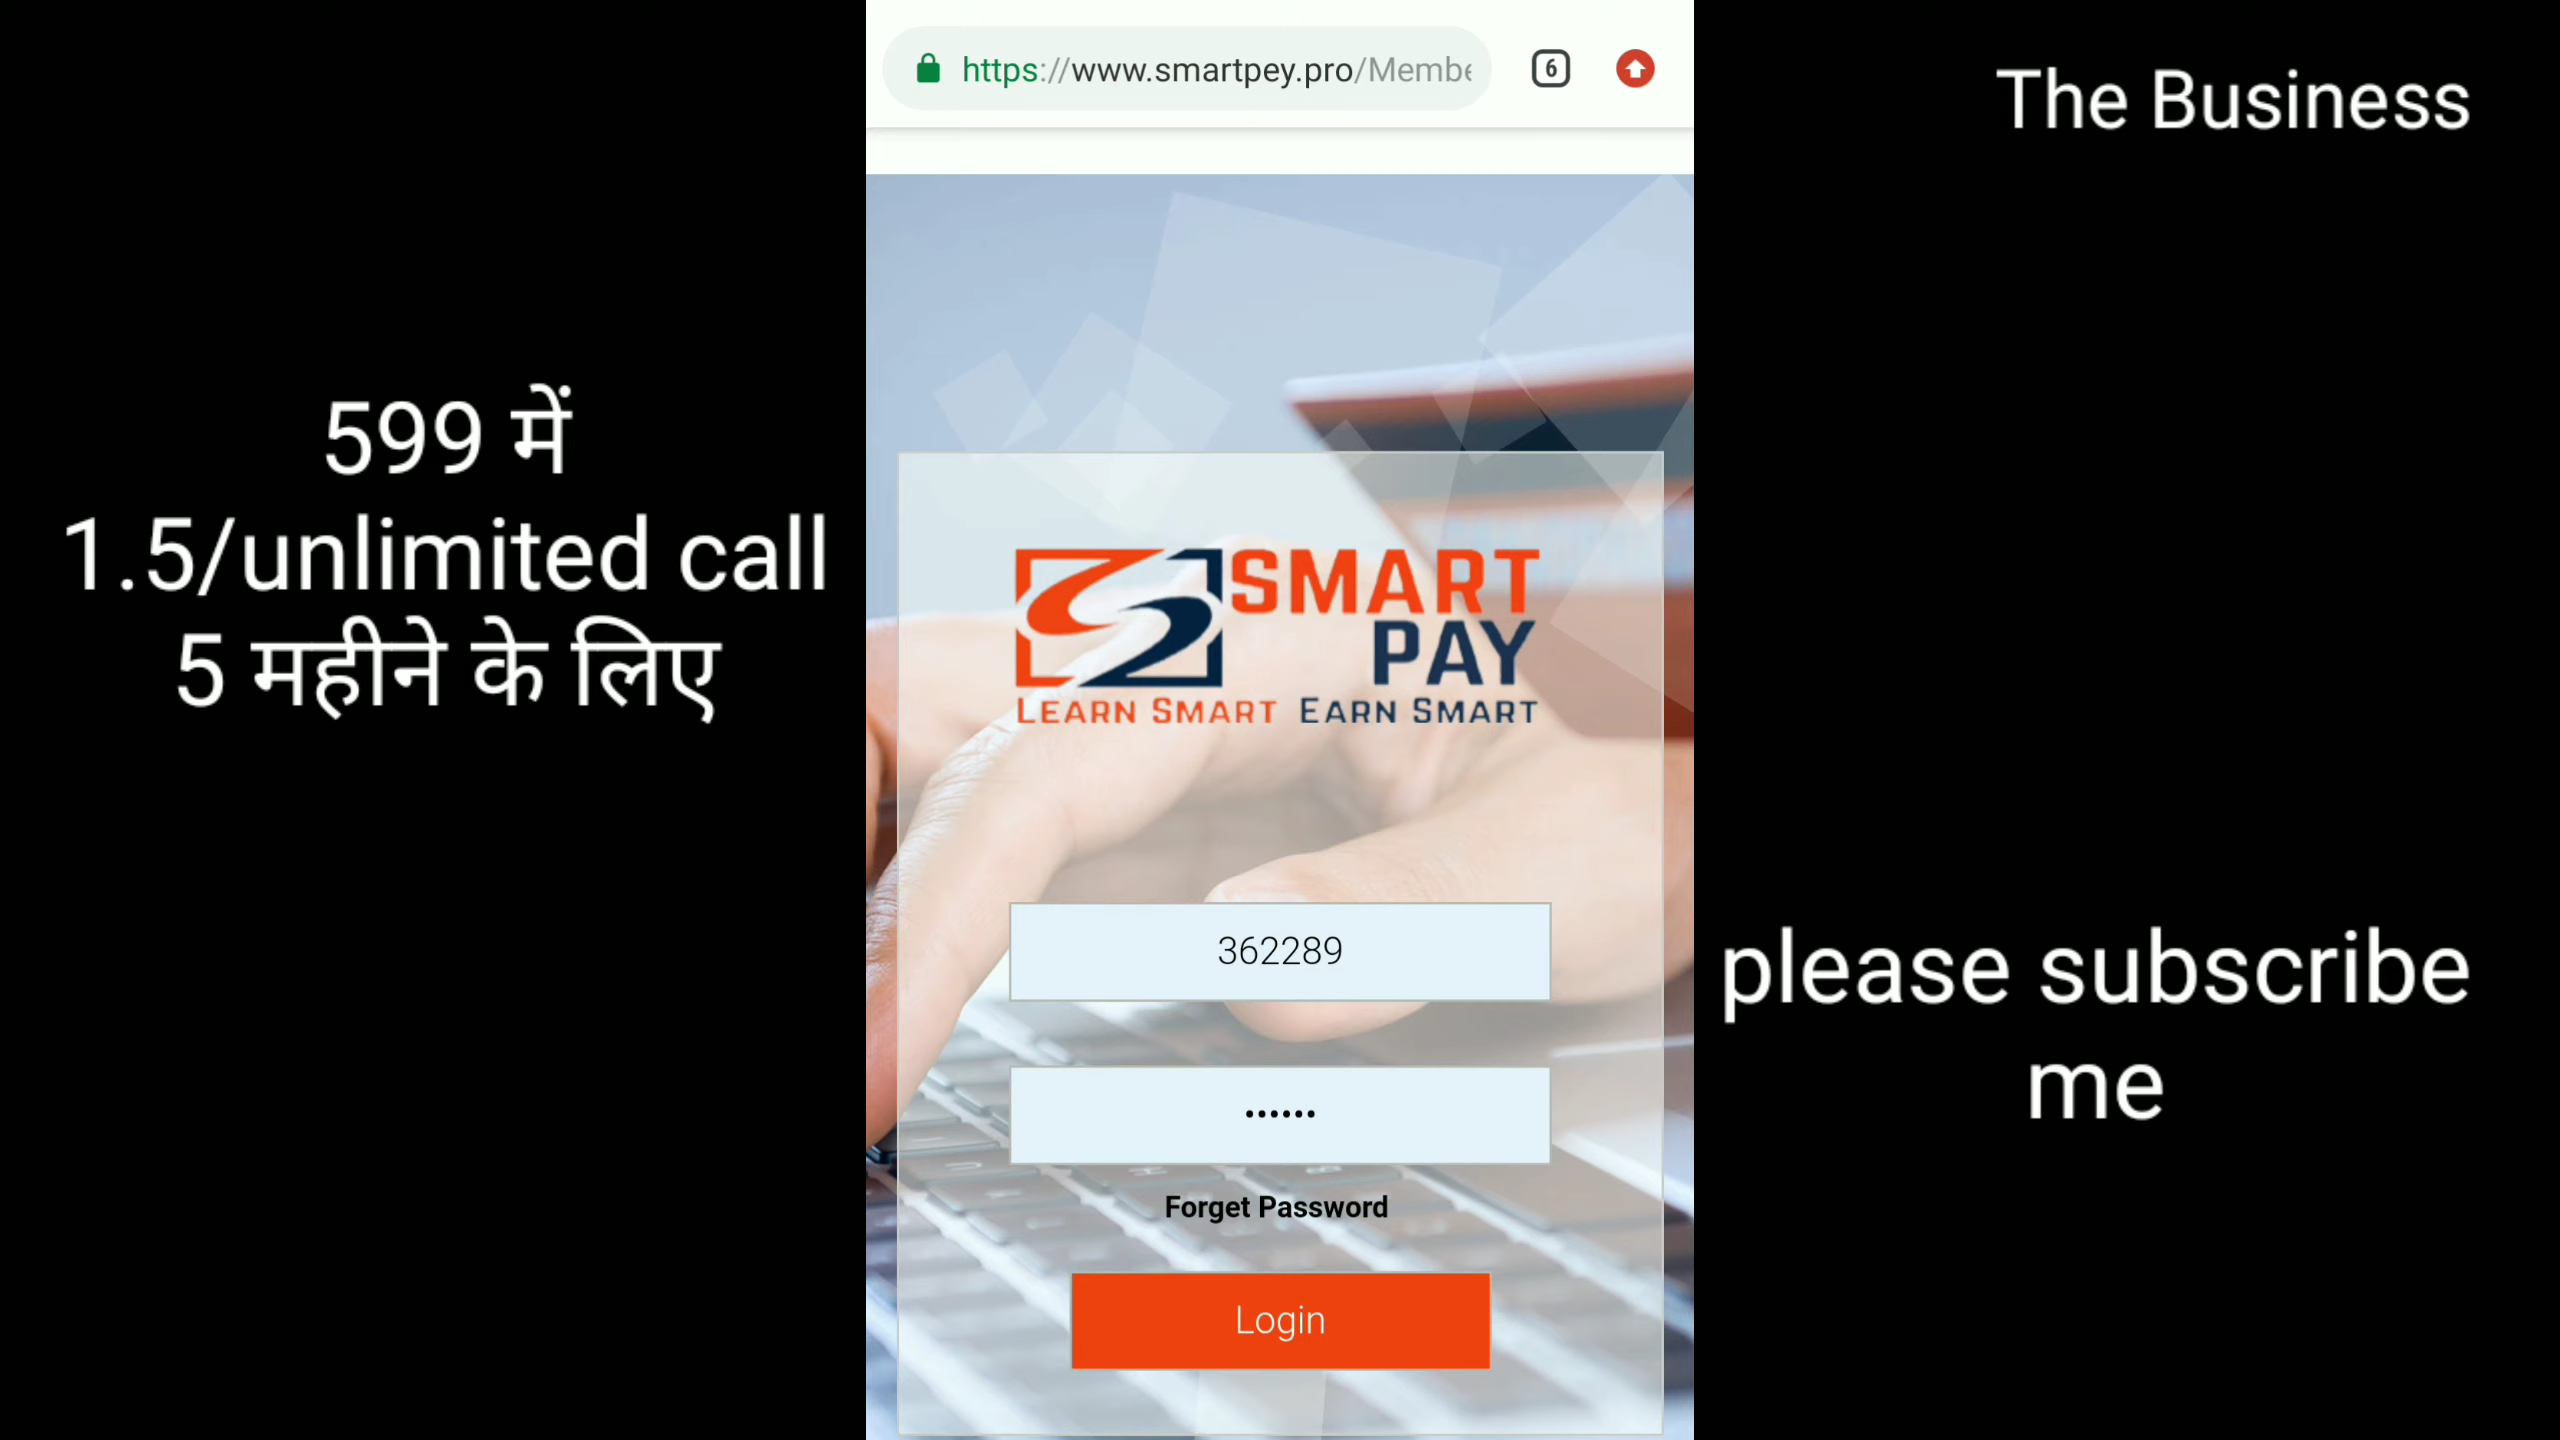 https://www.smartpey.pro/Membe
6
The Business
599 में
1.5/unlimited call
5 महीने के लिए
SMART
PAY
LEARN SMART EARN SMART
362289
••••••
Forget Password
Login
please subscribe
me